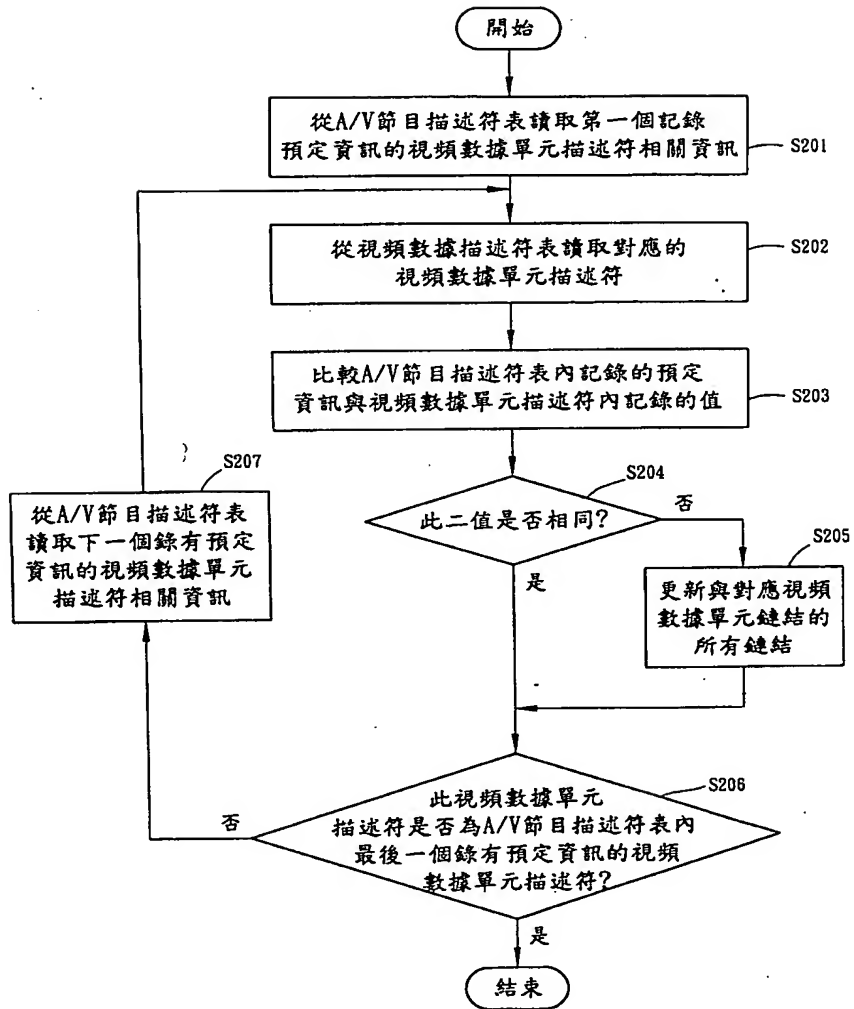 開始
從A/V節目描述符表讀取第一個記錄
預定資訊的視頻數據單元描述符相關資訊
S201
從視頻數據描述符表讀取對應的
視頻數據單元描述符
S202
比較A/V節目描述符表內記錄的預定
資訊與視頻數據單元描述符內記錄的值
S203
S207
從A/V節目描述符表
讀取下一個錄有預定
資訊的視頻數據單元
描述符相關資訊
S204
此二值是否相同?
否
是
S205
更新與對應視頻
數據單元鏈結的
所有鏈結
S206
此視頻數據單元
描述符是否為A/V節目描述符表內
最後一個錄有預定資訊的視頻
數據單元描述符?
否
是
結束